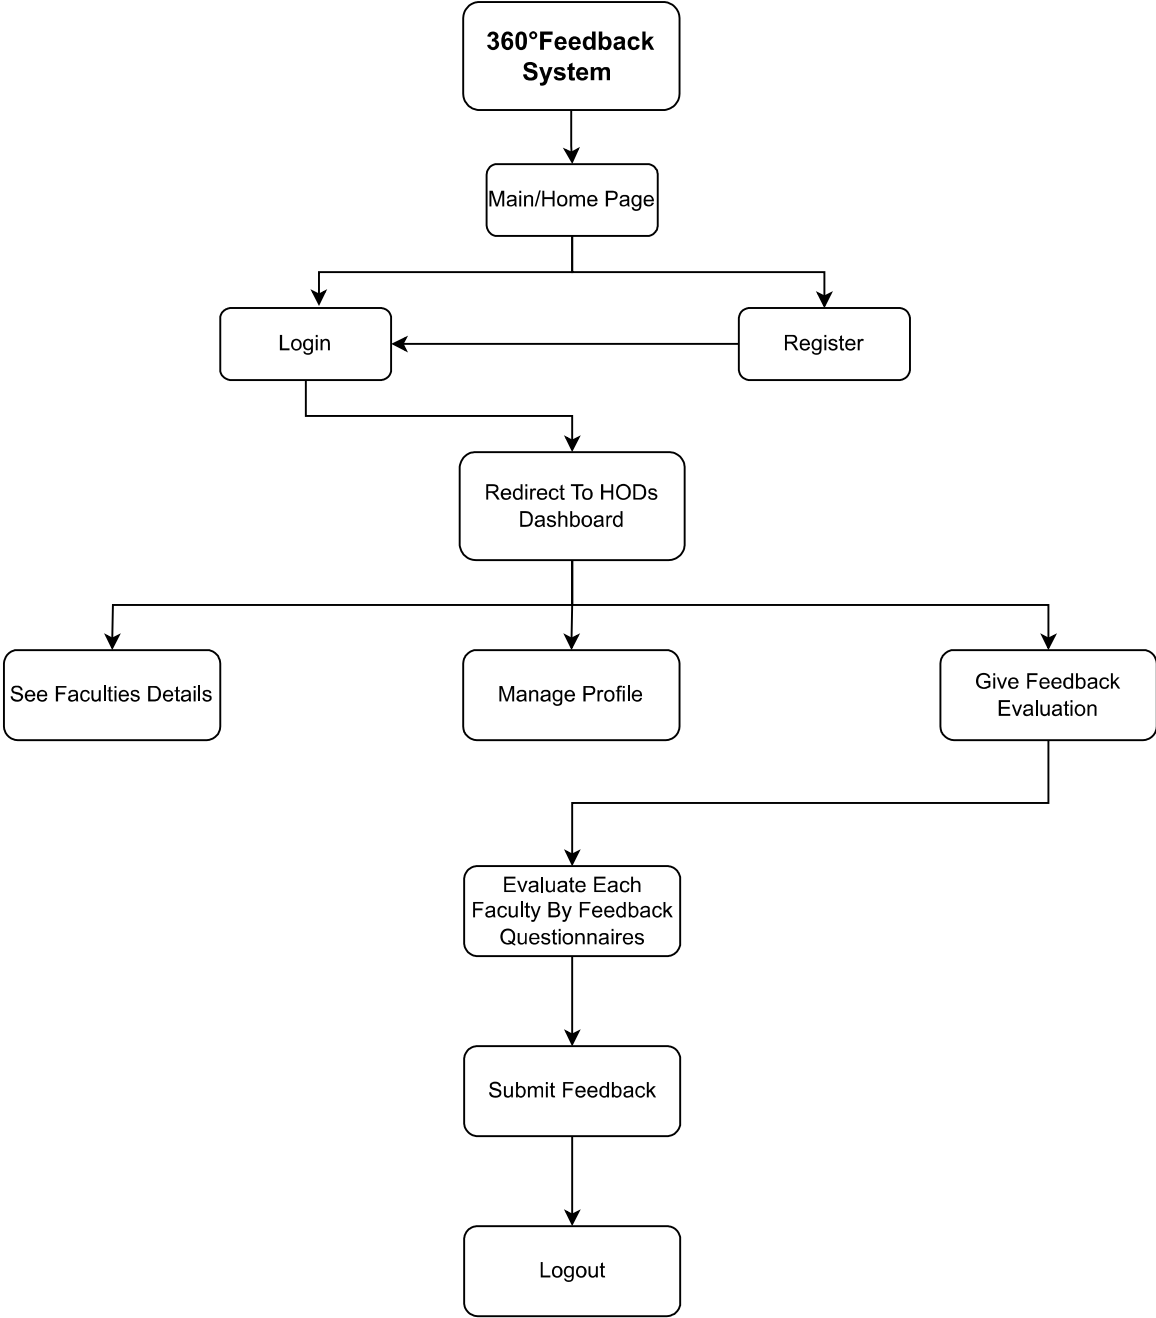 360°Feedback
System
Main/Home Page
Login
Register
Redirect To HODs
Dashboard
See Faculties Details
Manage Profile
Give Feedback
Evaluation
Evaluate Each
Faculty By Feedback
Questionnaires
Submit Feedback
Logout